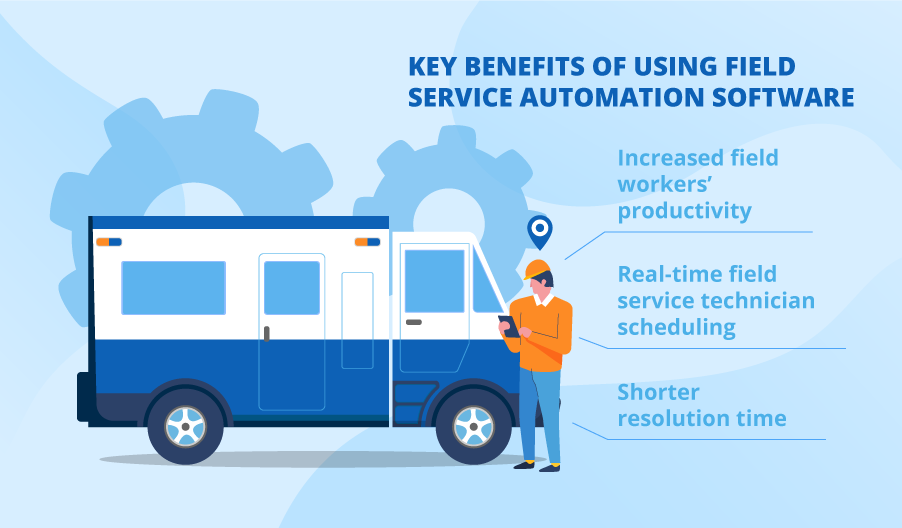 KEY BENEFITS OF USING FIELD
SERVICE AUTOMATION SOFTWARE
Increased field
workers’
productivity
Real-time field
service technician
scheduling
Shorter
resolution time